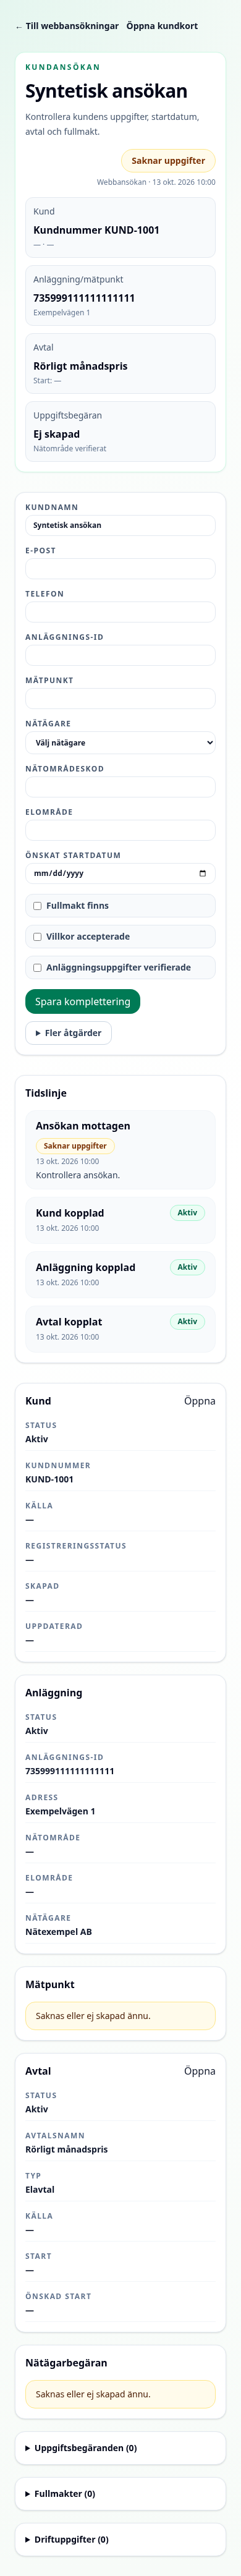 ← Till webbansökningar Öppna kundkort
KUNDANSÖKAN
Syntetisk ansökan
Kontrollera kundens uppgifter, startdatum,
avtal och fullmakt.
Saknar uppgifter
Webbansökan · 13 okt. 2026 10:00
Kund
Kundnummer KUND-1001
— · —
Anläggning/mätpunkt
735999111111111111
Exempelvägen 1
Avtal
Rörligt månadspris
Start: —
Uppgiftsbegäran
Ej skapad
Nätområde verifierat
KUNDNAMN
Syntetisk ansökan
E-POST
TELEFON
ANLÄGGNINGS-ID
MÄTPUNKT
NÄTÄGARE
Välj nätägare
NÄTOMRÅDESKOD
ELOMRÅDE
ÖNSKAT STARTDATUM
mm/dd/yyyy
Fullmakt finns
Villkor accepterade
Anläggningsuppgifter verifierade
Spara komplettering
▶ Fler åtgärder
Tidslinje
Ansökan mottagen
Saknar uppgifter
13 okt. 2026 10:00
Kontrollera ansökan.
Kund kopplad Aktiv
13 okt. 2026 10:00
Anläggning kopplad Aktiv
13 okt. 2026 10:00
Avtal kopplat Aktiv
13 okt. 2026 10:00
Kund Öppna
STATUS
Aktiv
KUNDNUMMER
KUND-1001
KÄLLA
—
REGISTRERINGSSTATUS
—
SKAPAD
—
UPPDATERAD
—
Anläggning
STATUS
Aktiv
ANLÄGGNINGS-ID
735999111111111111
ADRESS
Exempelvägen 1
NÄTOMRÅDE
—
ELOMRÅDE
—
NÄTÄGARE
Nätexempel AB
Mätpunkt
Saknas eller ej skapad ännu.
Avtal Öppna
STATUS
Aktiv
AVTALSNAMN
Rörligt månadspris
TYP
Elavtal
KÄLLA
—
START
—
ÖNSKAD START
—
Nätägarbegäran
Saknas eller ej skapad ännu.
▶ Uppgiftsbegäranden (0)
▶ Fullmakter (0)
▶ Driftuppgifter (0)